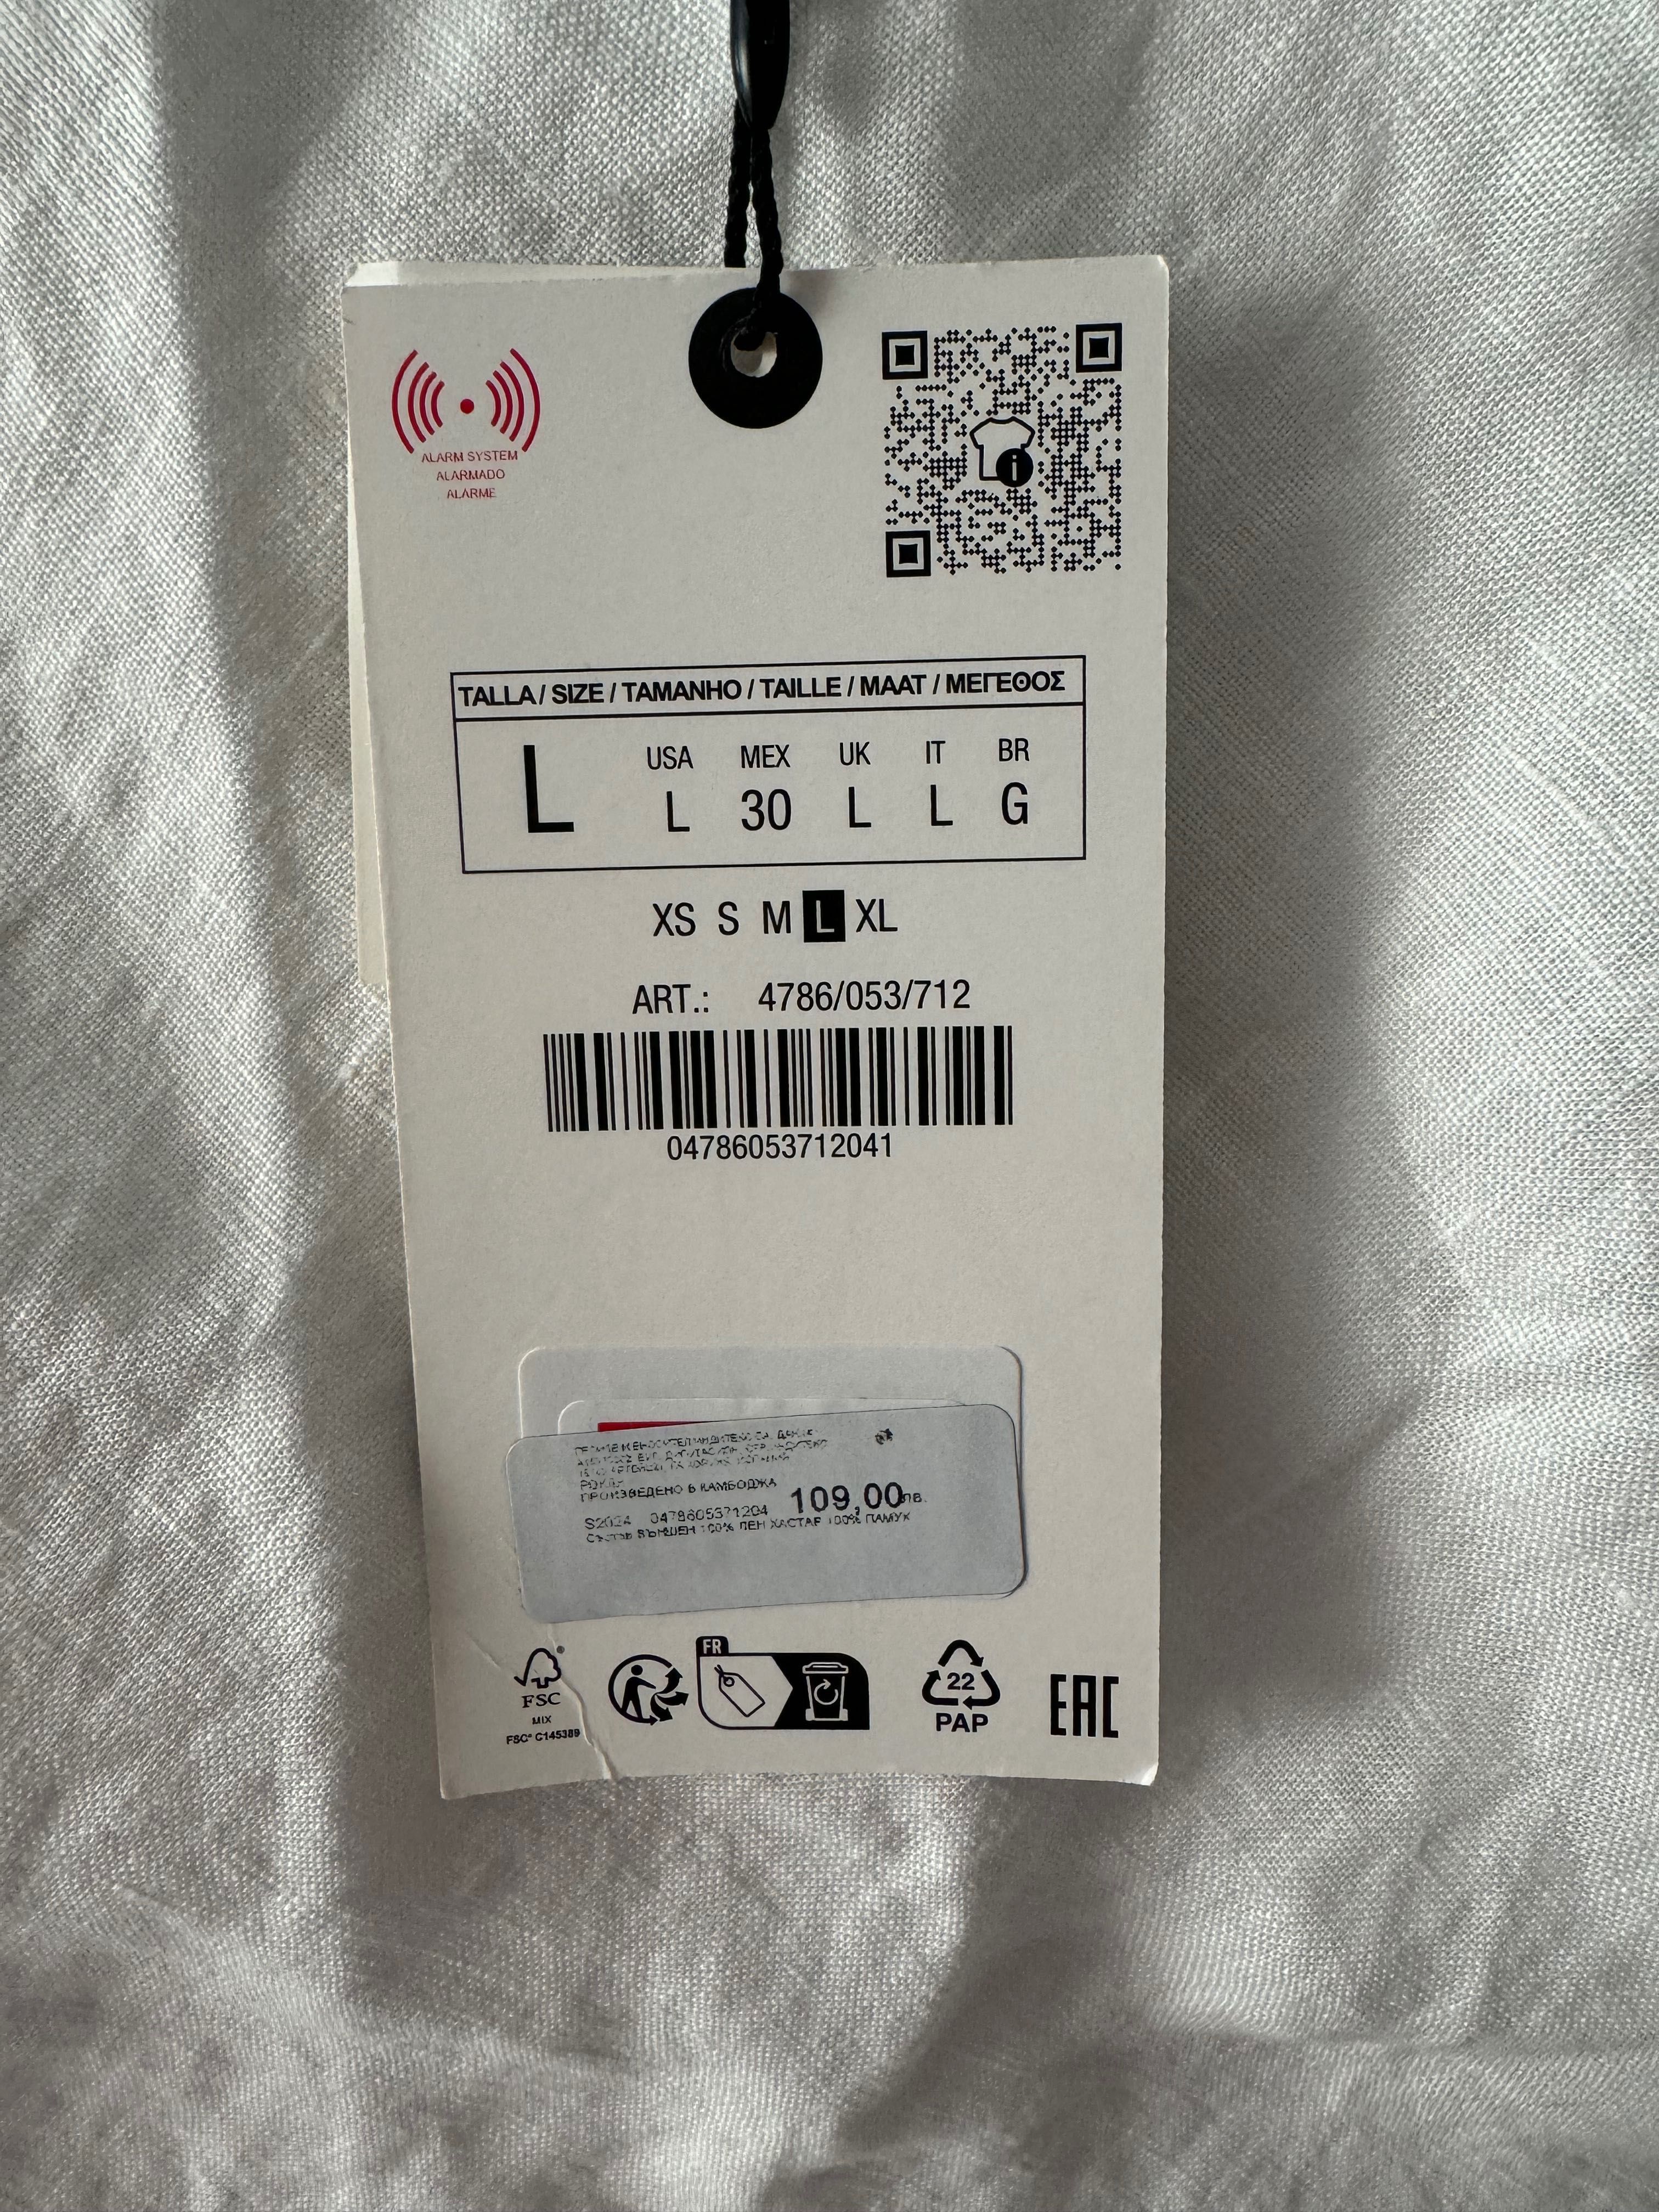 ALARM SYSTEM
ALARMADO
ALARME
TALLA / SIZE / TAMANHO / TAILLE / MAAT / ΜΕΓΕΘΟΣ
L
USA MEX UK IT BR
L 30 L L G
XS S M L XL
ART.: 4786/053/712
04786053712041
ПРОИЗВЕДЕНО В КАМБОДЖА
109,00лв.
S2024 0478605371204
Състав ВЪНШЕН 100% ЛЕН ХАСТАР 100% ПАМУК
FR
FSC®
MIX
FSC® C145389
22
PAP
EAC